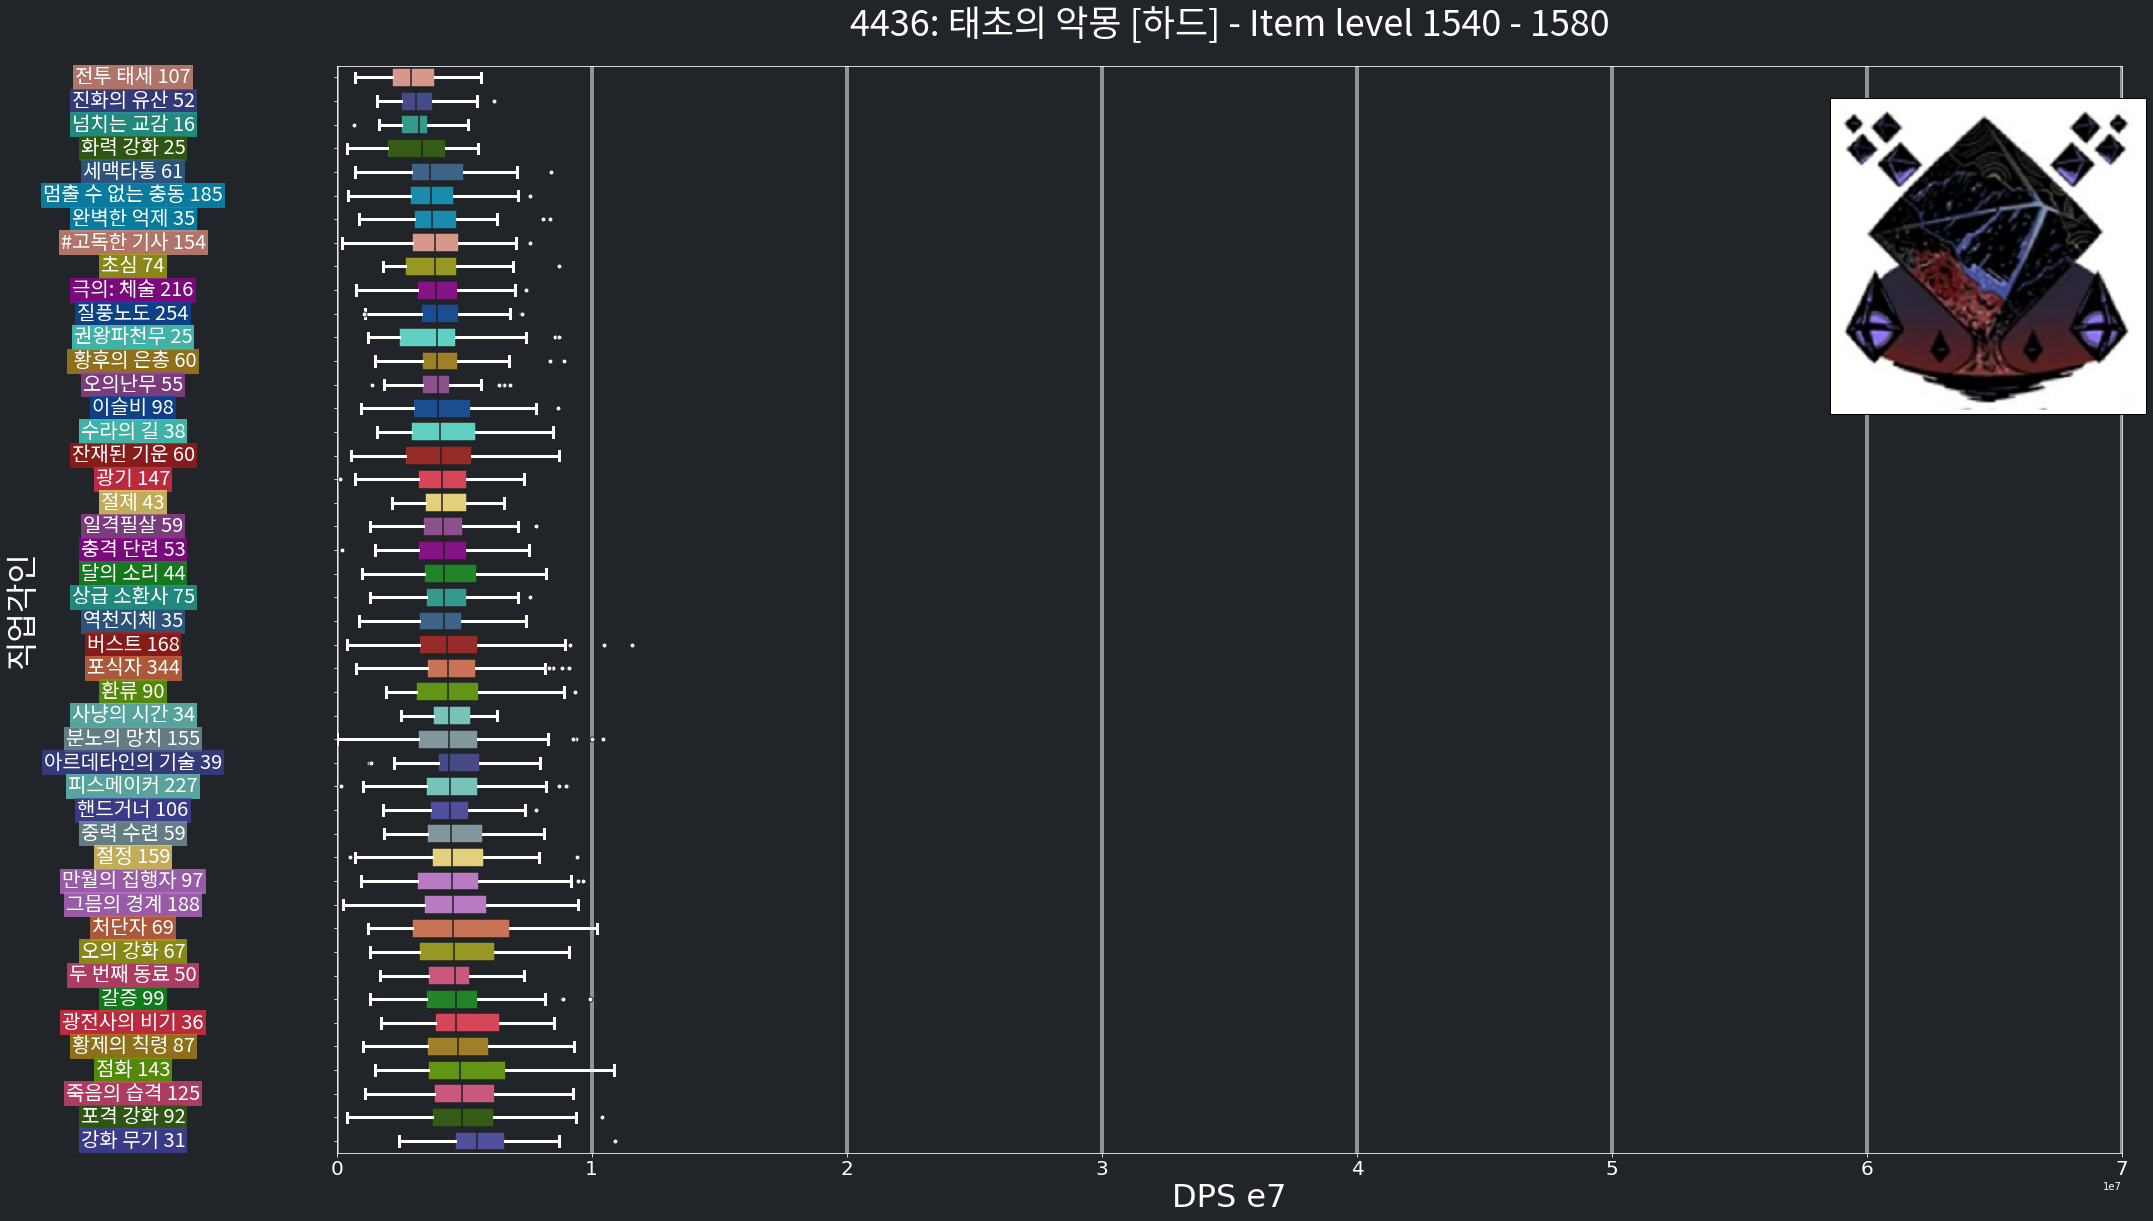 4436: 태초의 악몽 [하드] - Item level 1540 - 1580
전투 태세 107
진화의 유산 52
넘치는 교감 16
화력 강화 25
세맥타통 61
멈출 수 없는 충동 185
완벽한 억제 35
#고독한 기사 154
초심 74
극의: 체술 216
질풍노도 254
권왕파천무 25
황후의 은총 60
오의난무 55
이슬비 98
수라의 길 38
잔재된 기운 60
광기 147
절제 43
일격필살 59
충격 단련 53
달의 소리 44
상급 소환사 75
역천지체 35
버스트 168
포식자 344
환류 90
사냥의 시간 34
분노의 망치 155
아르데타인의 기술 39
피스메이커 227
핸드거너 106
중력 수련 59
절정 159
만월의 집행자 97
그믐의 경계 188
처단자 69
오의 강화 67
두 번째 동료 50
갈증 99
광전사의 비기 36
황제의 칙령 87
점화 143
죽음의 습격 125
포격 강화 92
강화 무기 31
직업각인
0 1 2 3 4 5 6 7
1e7
DPS e7